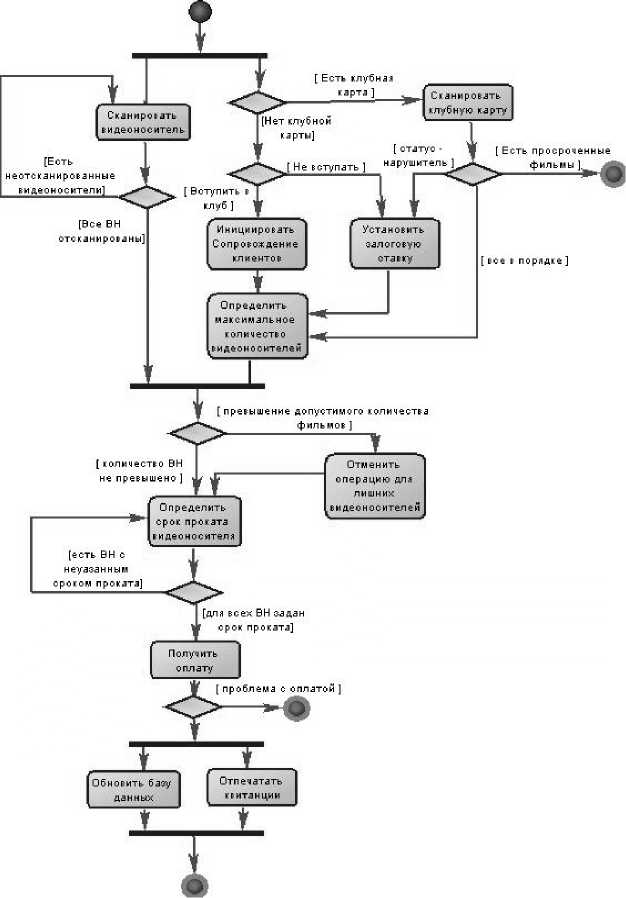 [ Есть клубная
карта ]
Сканировать
клубную карту
Сканировать
видеоноситель
[Нет клубной
карты]
[Есть
неотсканированные
видеоносители]
[ Не вступать ]
[ статус -
нарушитель ]
[ Есть просроченные
фильмы ]
[ Вступить в
клуб ]
[Все ВН
отсканированы]
Инициировать
Сопровождение
клиентов
Установить
залоговую
ставку
[ все в порядке ]
Определить
максимальное
количество
видеоносителей
[ превышение допустимого количества
фильмов ]
[ количество ВН
не превышено ]
Отменить
операцию для
лишних
видеоносителей
Определить
срок проката
видеоносителя
[есть ВН с
неуазанным
сроком проката]
[для всех ВН задан
срок проката]
Получить
оплату
[ проблема с оплатой ]
Обновить базу
данных
Отпечатать
квитанции